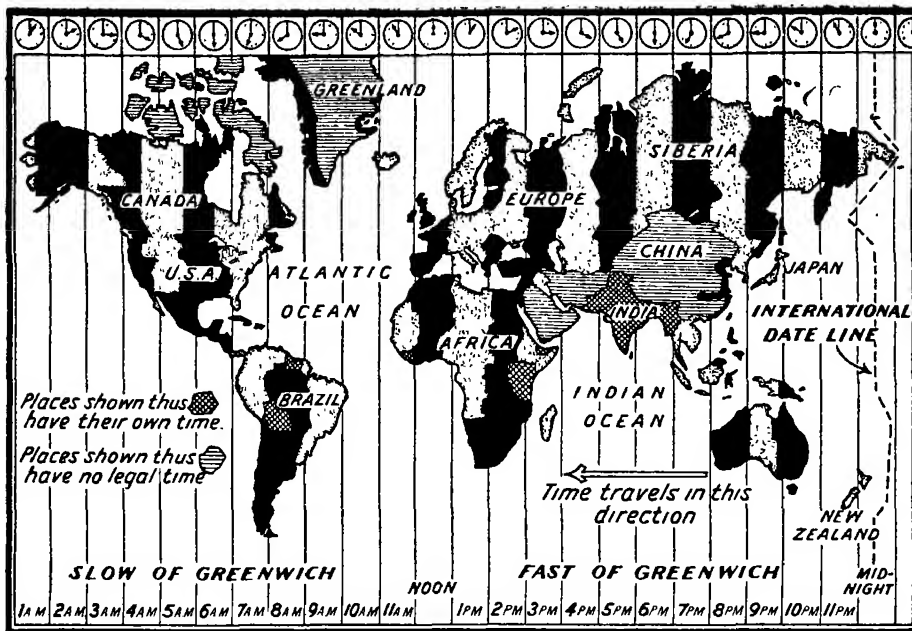 GREENLAND
SIBERIA
CANADA
EUROPE
CHINA
U.S.A.
ATLANTIC
OCEAN
JAPAN
INDIA
INTERNATIONAL
DATE LINE
AFRICA
Places shown thus
have their own time.
BRAZIL
INDIAN
OCEAN
Places shown thus
have no legal time
Time travels in this
direction
NEW
ZEALAND
SLOW OF GREENWICH
NOON
FAST OF GREENWICH
MID-
NIGHT
1AM 2AM 3AM 4AM 5AM 6AM 7AM 8AM 9AM 10AM 11AM 1PM 2PM 3PM 4PM 5PM 6PM 7PM 8PM 9PM 10PM 11PM